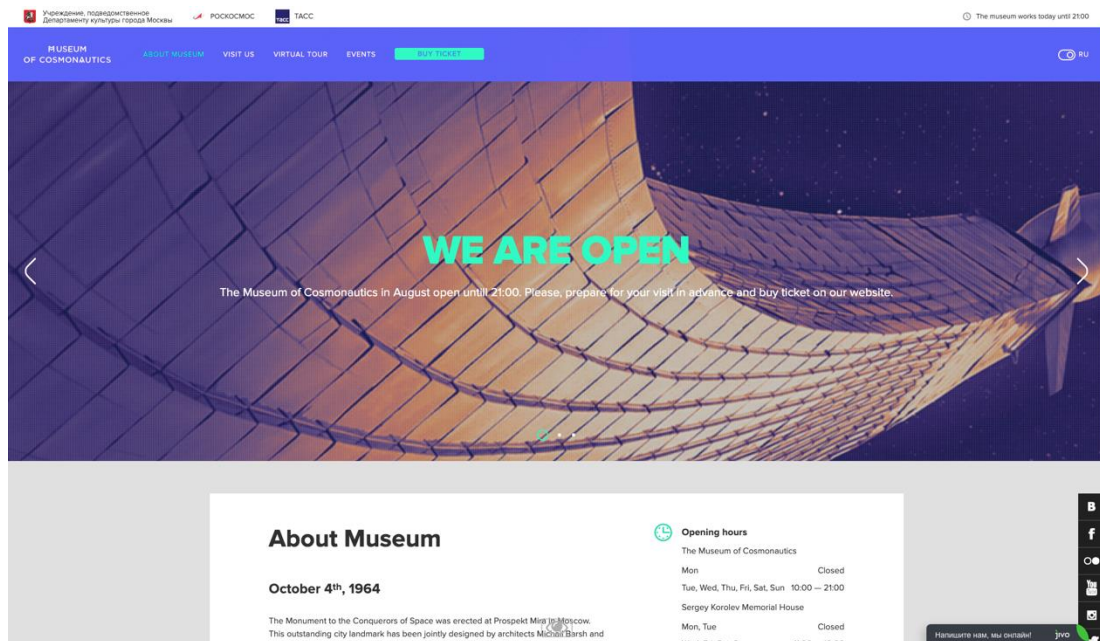 Учреждение, подведомственное
Департаменту культуры города Москвы
РОСКОСМОС
ТАСС
ТАСС
The museum works today until 21:00
MUSEUM
OF COSMONAUTICS
ABOUT MUSEUM
VISIT US
VIRTUAL TOUR
EVENTS
BUY TICKET
RU
WE ARE OPEN
The Museum of Cosmonautics in August open untill 21:00. Please, prepare for your visit in advance and buy ticket on our website.
About Museum
October 4th, 1964
The Monument to the Conquerors of Space was erected at Prospekt Mira in Moscow.
This outstanding city landmark has been jointly designed by architects Michail Barsh and
Opening hours
The Museum of Cosmonautics
Mon Closed
Tue, Wed, Thu, Fri, Sat, Sun 10:00 — 21:00
Sergey Korolev Memorial House
Mon, Tue Closed
B
f
You
Tube
Напишите нам, мы онлайн! jivo